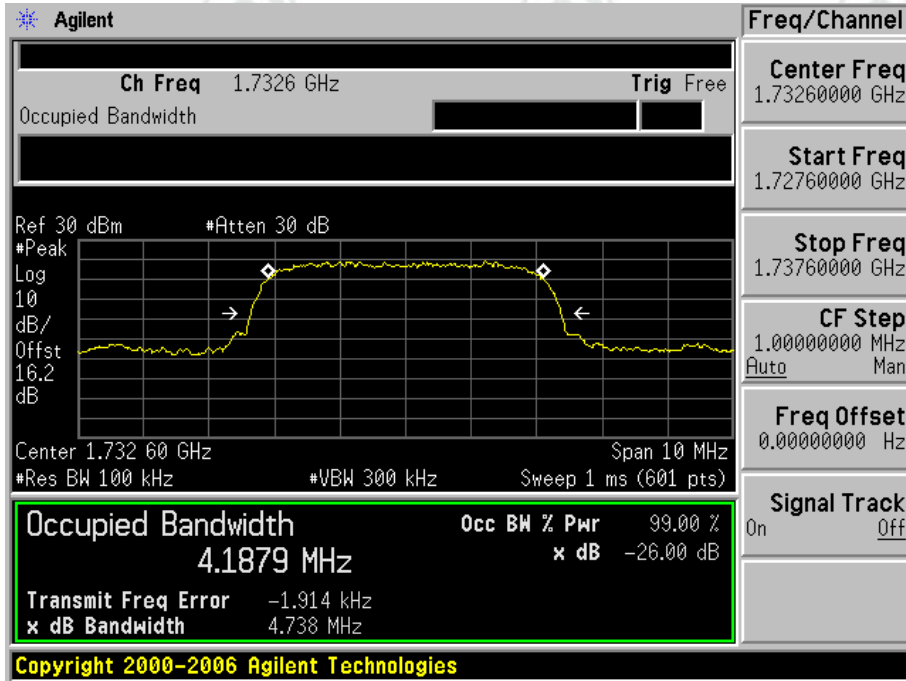 Agilent
Freq/Channel
Ch Freq 1.7326 GHz
Trig Free
Occupied Bandwidth
Center Freq
1.73260000 GHz
Start Freq
1.72760000 GHz
Stop Freq
1.73760000 GHz
CF Step
1.00000000 MHz
Auto Man
Freq Offset
0.00000000 Hz
Signal Track
On Off
Ref 30 dBm #Atten 30 dB
#Peak
Log
10
dB/
Offst
16.2
dB
Center 1.732 60 GHz Span 10 MHz
#Res BW 100 kHz #VBW 300 kHz Sweep 1 ms (601 pts)
Occupied Bandwidth
4.1879 MHz
Occ BW % Pwr 99.00 %
x dB -26.00 dB
Transmit Freq Error -1.914 kHz
x dB Bandwidth 4.738 MHz
Copyright 2000-2006 Agilent Technologies